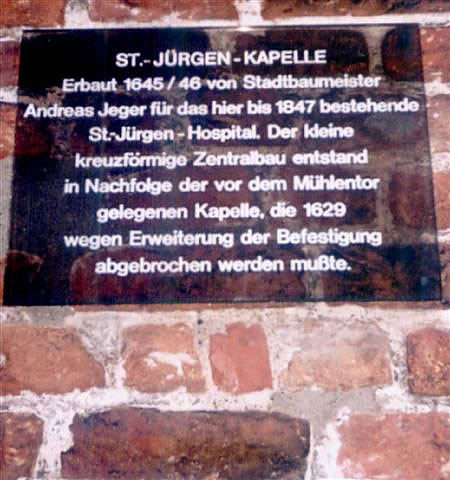 ST.-JÜRGEN-KAPELLE
Erbaut 1645/46 von Stadtbaumeister
Andreas Jeger für das hier bis 1847 bestehende
St.-Jürgen-Hospital. Der kleine
kreuzförmige Zentralbau entstand
in Nachfolge der vor dem Mühlentor
gelegenen Kapelle, die 1629
wegen Erweiterung der Befestigung
abgebrochen werden mußte.